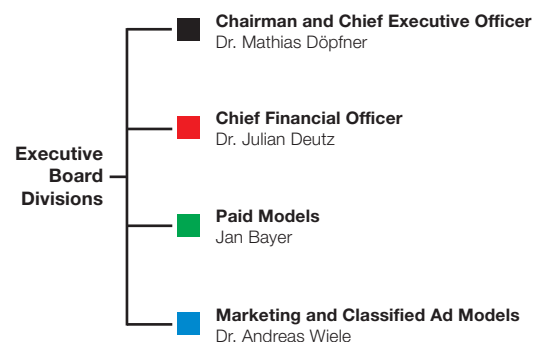 Chairman and Chief Executive Officer
Dr. Mathias Döpfner
Chief Financial Officer
Dr. Julian Deutz
Executive
Board
Divisions
Paid Models
Jan Bayer
Marketing and Classified Ad Models
Dr. Andreas Wiele